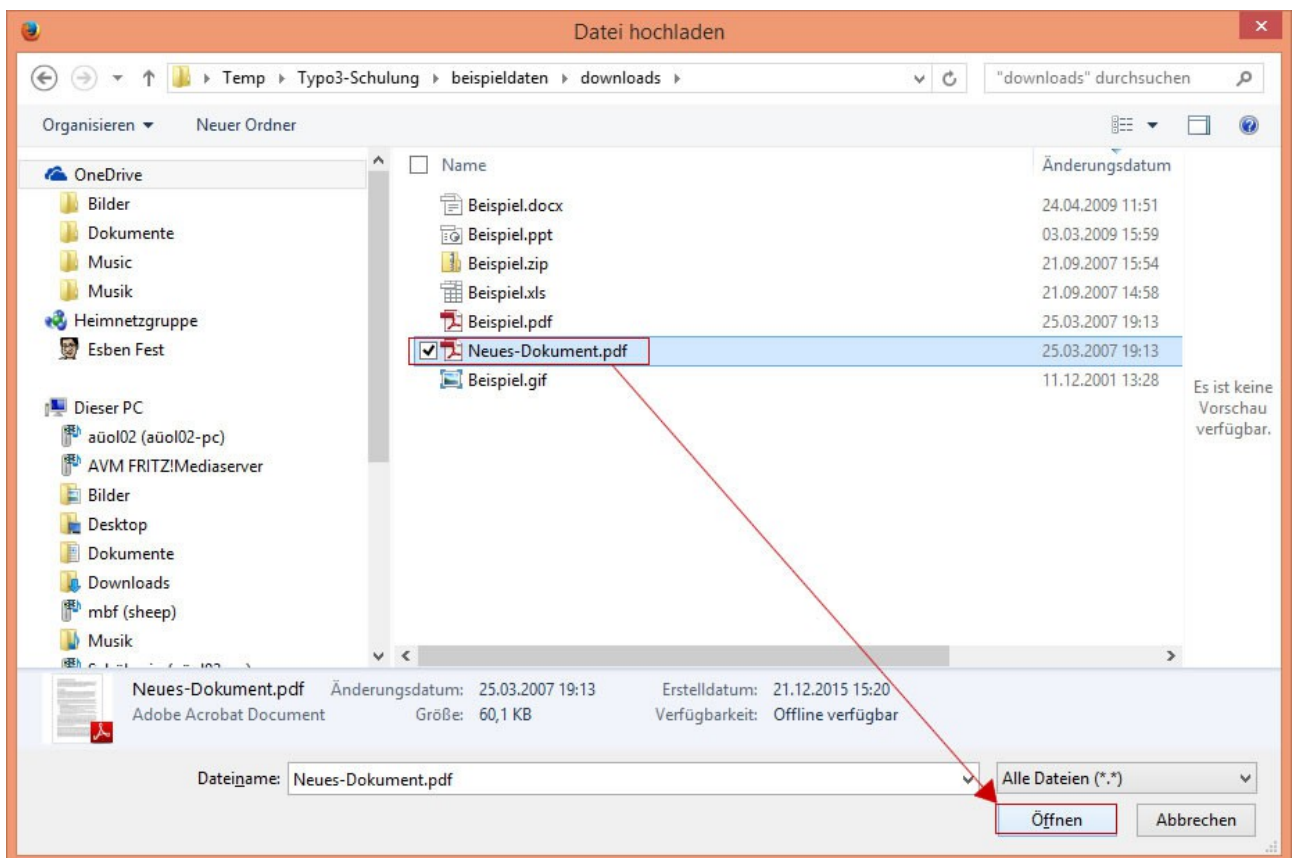 Datei hochladen
Temp Typo3-Schulung beispieldaten downloads "downloads" durchsuchen
Organisieren Neuer Ordner
OneDrive
Bilder
Dokumente
Music
Musik
Heimnetzgruppe
Esben Fest
Dieser PC
aüol02 (aüol02-pc)
AVM FRITZ!Mediaserver
Bilder
Desktop
Dokumente
Downloads
mbf (sheep)
Musik
Name Änderungsdatum
Beispiel.docx 24.04.2009 11:51
Beispiel.ppt 03.03.2009 15:59
Beispiel.zip 21.09.2007 15:54
Beispiel.xls 21.09.2007 14:58
Beispiel.pdf 25.03.2007 19:13
Neues-Dokument.pdf 25.03.2007 19:13
Beispiel.gif 11.12.2001 13:28
Es ist keine
Vorschau
verfügbar.
Neues-Dokument.pdf Änderungsdatum: 25.03.2007 19:13 Erstelldatum: 21.12.2015 15:20
Adobe Acrobat Document Größe: 60,1 KB Verfügbarkeit: Offline verfügbar
Dateiname: Neues-Dokument.pdf Alle Dateien (*.*)
Öffnen Abbrechen